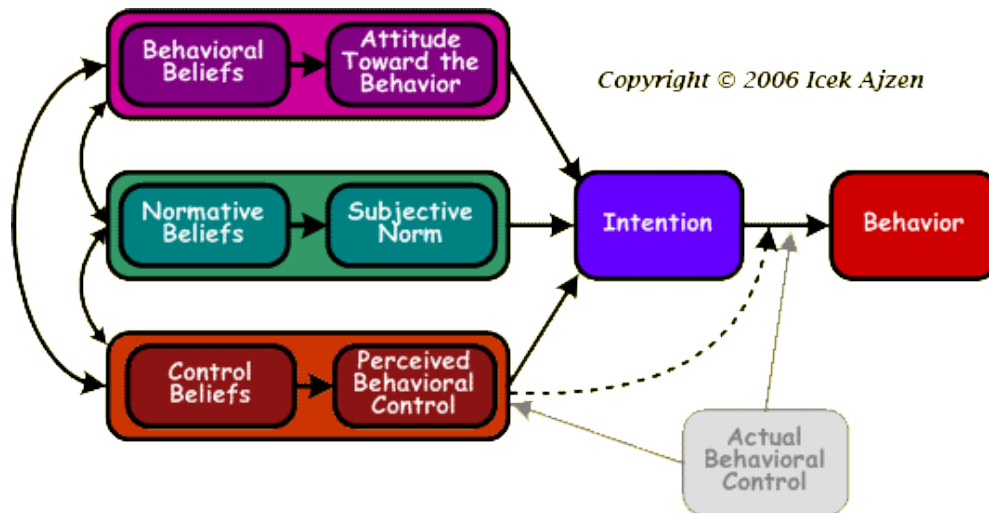 Behavioral
Beliefs
Attitude
Toward the
Behavior
Copyright © 2006 Icek Ajzen
Normative
Beliefs
Subjective
Norm
Intention
Behavior
Control
Beliefs
Perceived
Behavioral
Control
Actual
Behavioral
Control